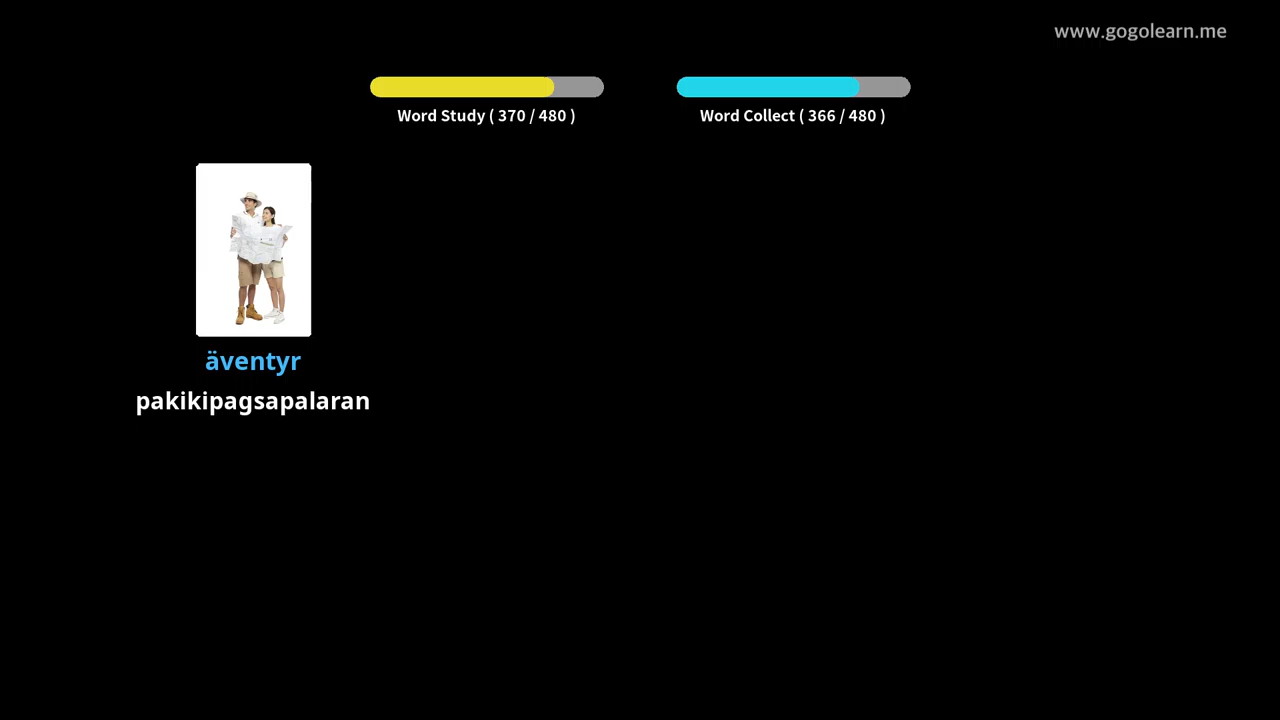 www.gogolearn.me
Word Study ( 370 / 480 )
Word Collect ( 366 / 480 )
äventyr
pakikipagsapalaran